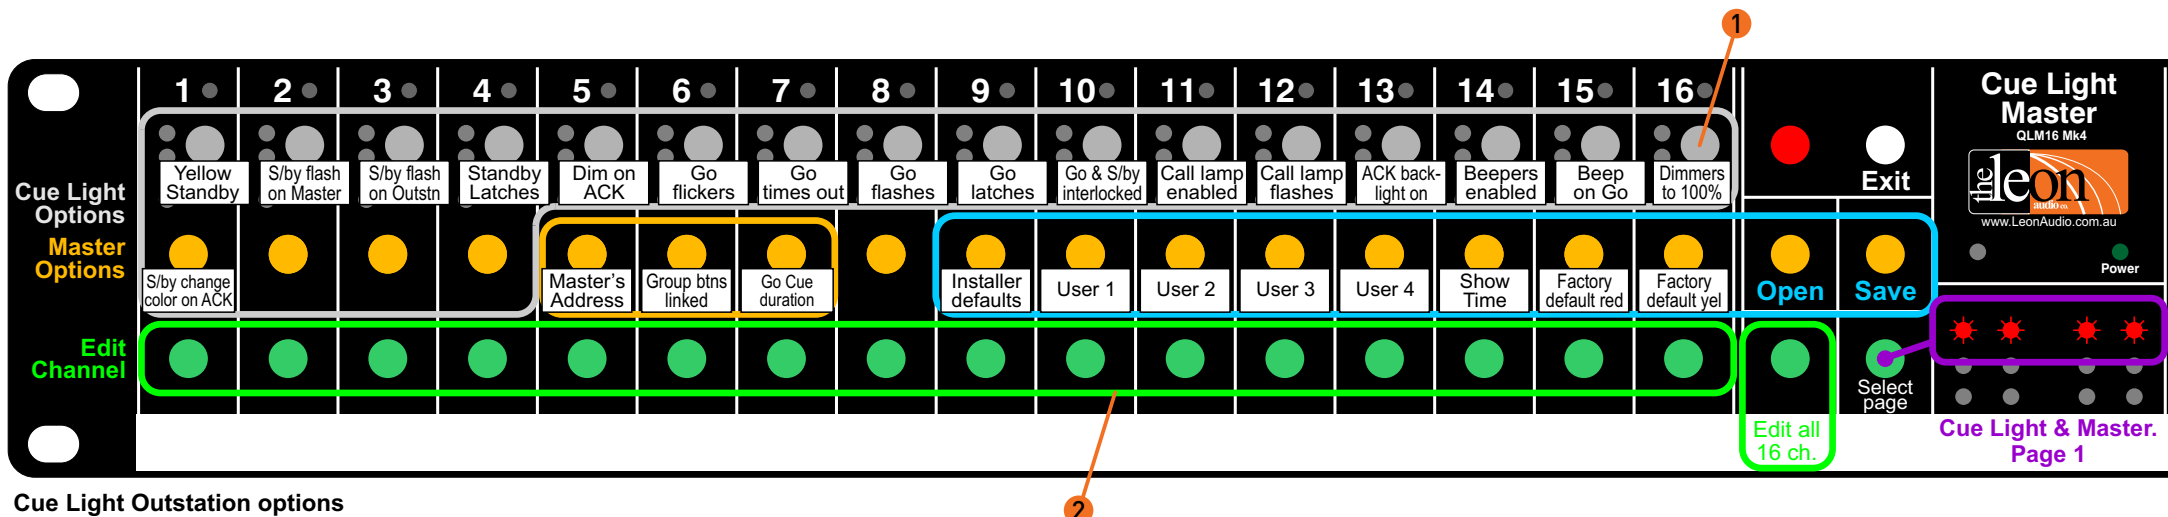 1
1 2 3 4 5 6 7 8 9 10 11 12 13 14 15 16
Cue Light
Master
QLM16 Mk4
the leon
audio co.
www.LeonAudio.com.au
Power
Cue Light
Options
Yellow
Standby
S/by flash
on Master
S/by flash
on Outstn
Standby
Latches
Dim on
ACK
Go
flickers
Go
times out
Go
flashes
Go
latches
Go & S/by
interlocked
Call lamp
enabled
Call lamp
flashes
ACK back-
light on
Beepers
enabled
Beep
on Go
Dimmers
to 100%
Exit
Master
Options
S/by change
color on ACK
Master's
Address
Group btns
linked
Go Cue
duration
Installer
defaults
User 1
User 2
User 3
User 4
Show
Time
Factory
default red
Factory
default yel
Open
Save
Edit
Channel
Select
page
Edit all
16 ch.
Cue Light & Master.
Page 1
Cue Light Outstation options
2